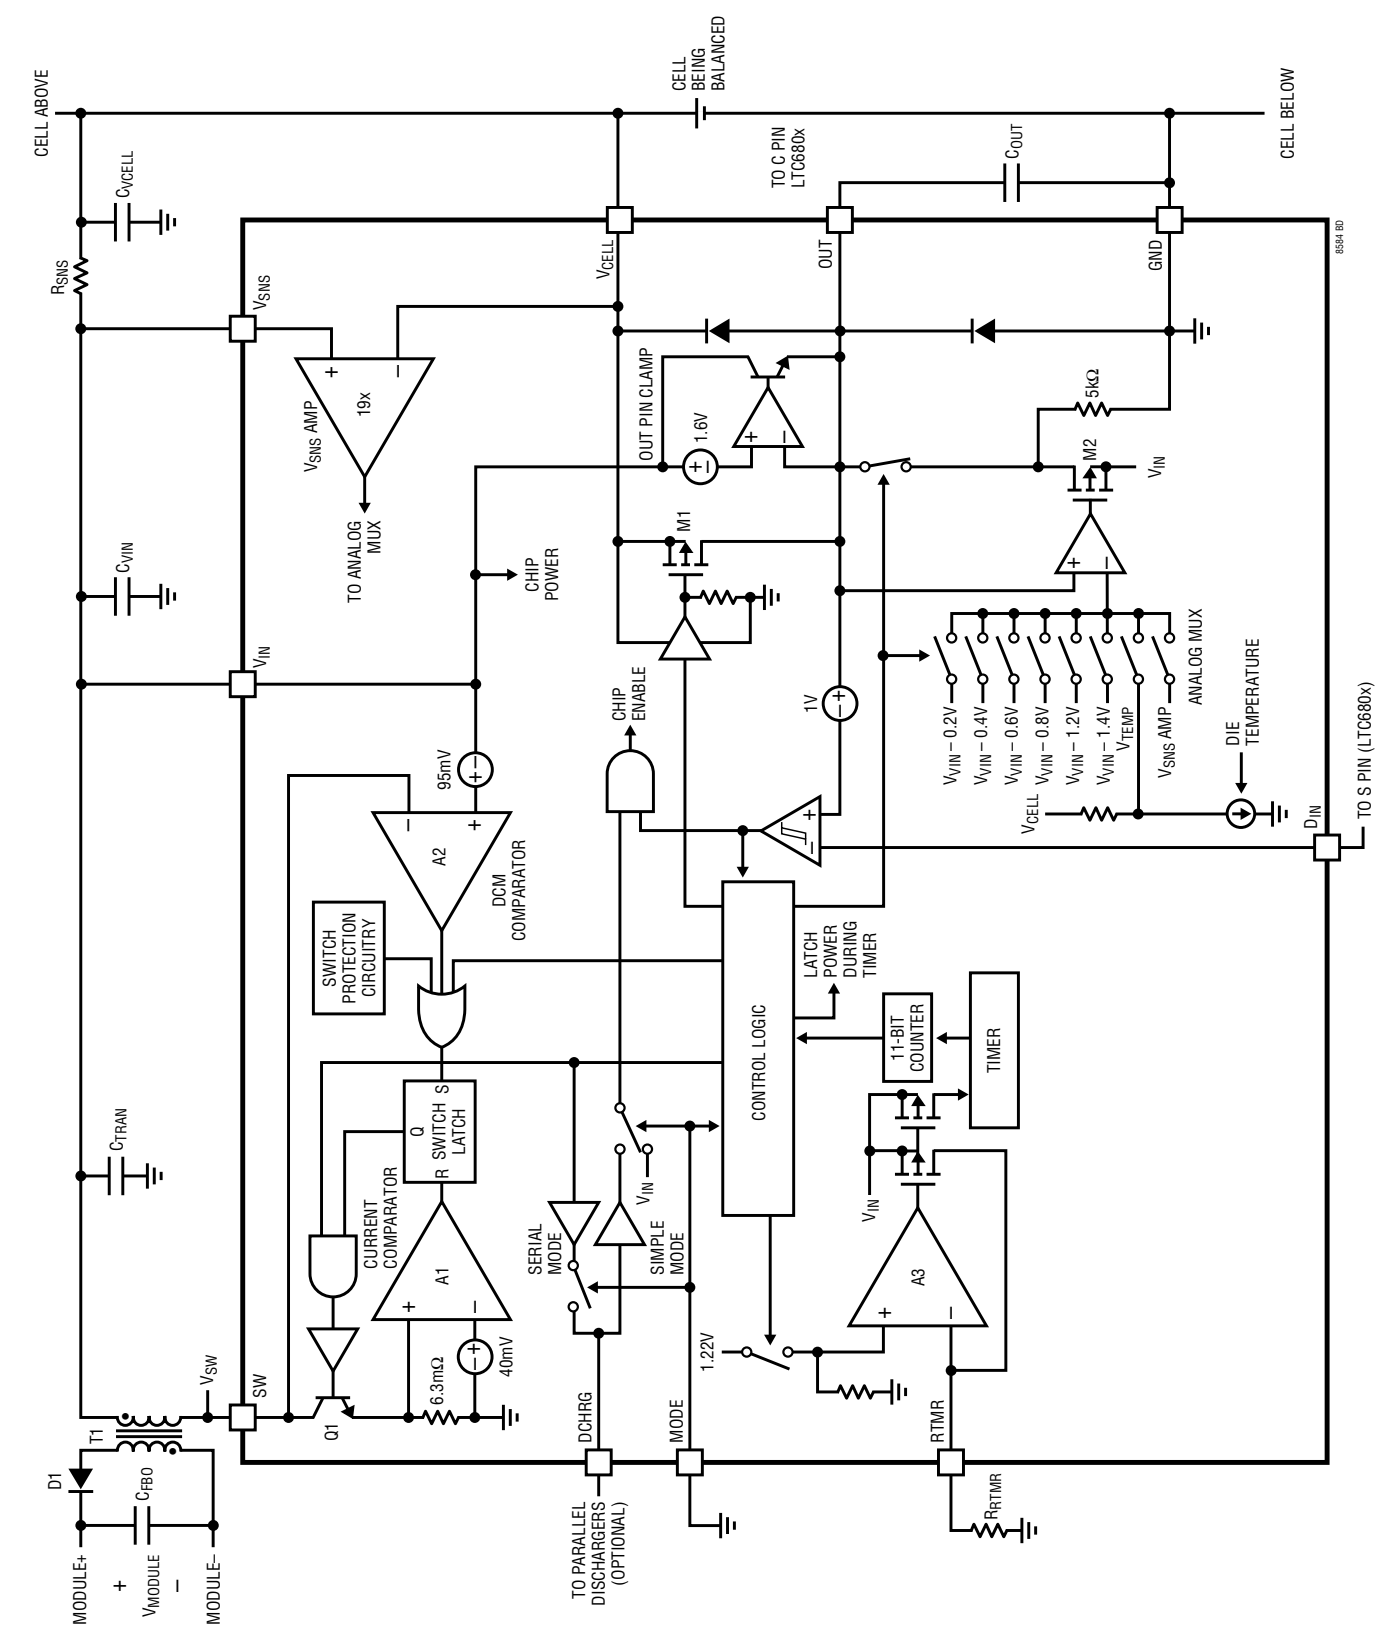 CELL ABOVE
CELL
BEING
BALANCED
CELL BELOW
CVCELL
TO C PIN
LTC680x
COUT
RSNS
VSNS
VCELL
OUT
GND
8584 BD
VSNS AMP
19x
+
–
TO ANALOG
MUX
OUT PIN CLAMP
1.6V
+
–
+
–
5kΩ
M2
VIN
+
–
M1
CVIN
CHIP
POWER
VIN
CHIP
ENABLE
1V
+
–
VVIN – 0.2V
VVIN – 0.4V
VVIN – 0.6V
VVIN – 0.8V
VVIN – 1.2V
VVIN – 1.4V
VTEMP
VSNS AMP
ANALOG MUX
DIE
TEMPERATURE
VCELL
DIN
TO S PIN (LTC680x)
95mV
+
–
–
+
A2
DCM
COMPARATOR
+
–
SWITCH
PROTECTION
CIRCUITRY
LATCH
POWER
DURING
TIMER
CONTROL LOGIC
11-BIT
COUNTER
TIMER
CTRAN
Q
S
R
SWITCH
LATCH
CURRENT
COMPARATOR
A1
+
–
SERIAL
MODE
VIN
SIMPLE
MODE
VIN
A3
+
–
1.22V
VSW
SW
6.3mΩ
+
–
40mV
Q1
T1
D1
CFBO
DCHRG
MODE
RTMR
RRTMR
MODULE+
+
VMODULE
–
MODULE–
TO PARALLEL
DISCHARGERS
(OPTIONAL)